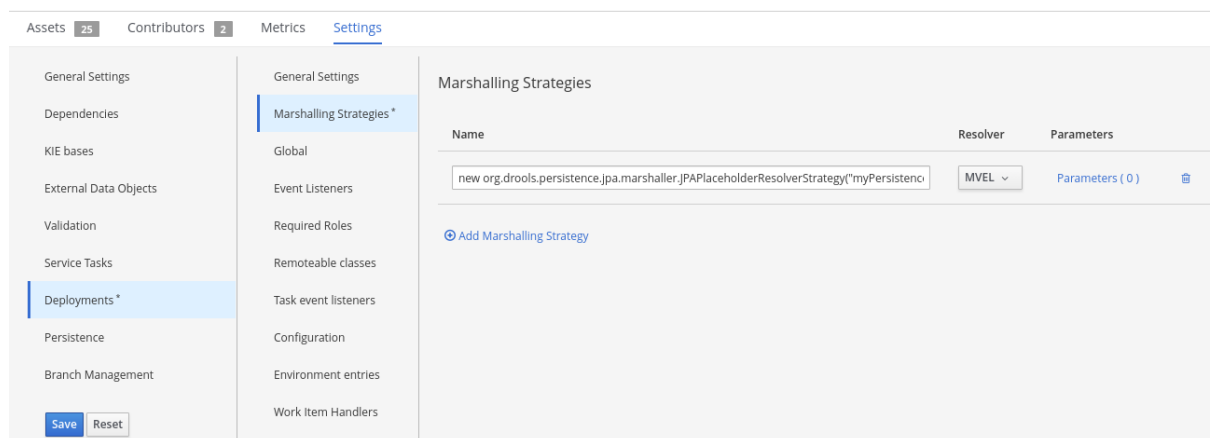 Assets 25 Contributors 2 Metrics Settings
General Settings
Dependencies
KIE bases
External Data Objects
Validation
Service Tasks
Deployments *
Persistence
Branch Management
Save Reset
General Settings
Marshalling Strategies *
Global
Event Listeners
Required Roles
Remoteable classes
Task event listeners
Configuration
Environment entries
Work Item Handlers
Marshalling Strategies
Name Resolver Parameters
new org.drools.persistence.jpa.marshaller.JPAPlaceholderResolverStrategy("myPersistenc MVEL Parameters ( 0 )
Add Marshalling Strategy